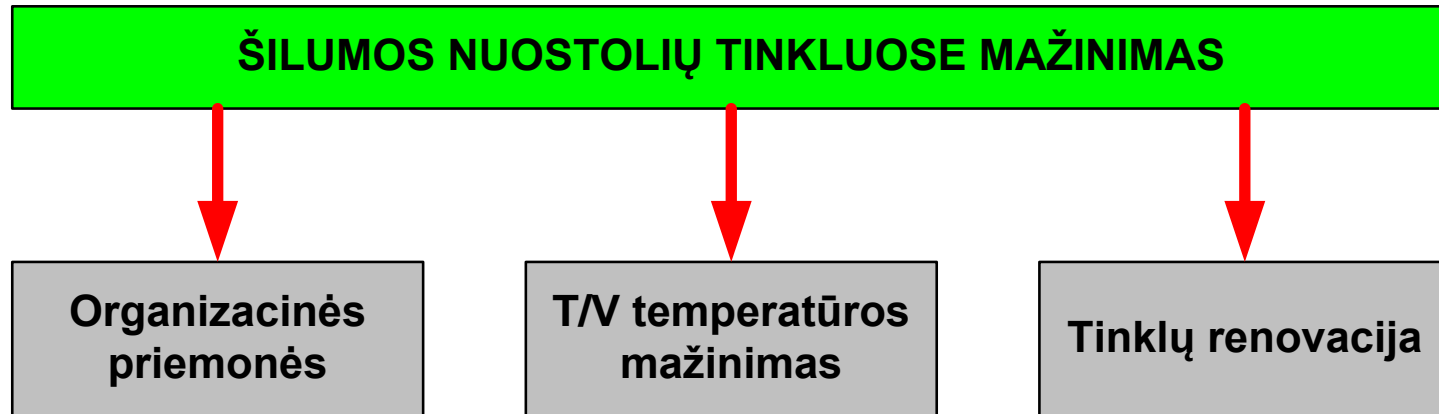 ŠILUMOS NUOSTOLIŲ TINKLUOSE MAŽINIMAS
Organizacinės
priemonės
T/V temperatūros
mažinimas
Tinklų renovacija